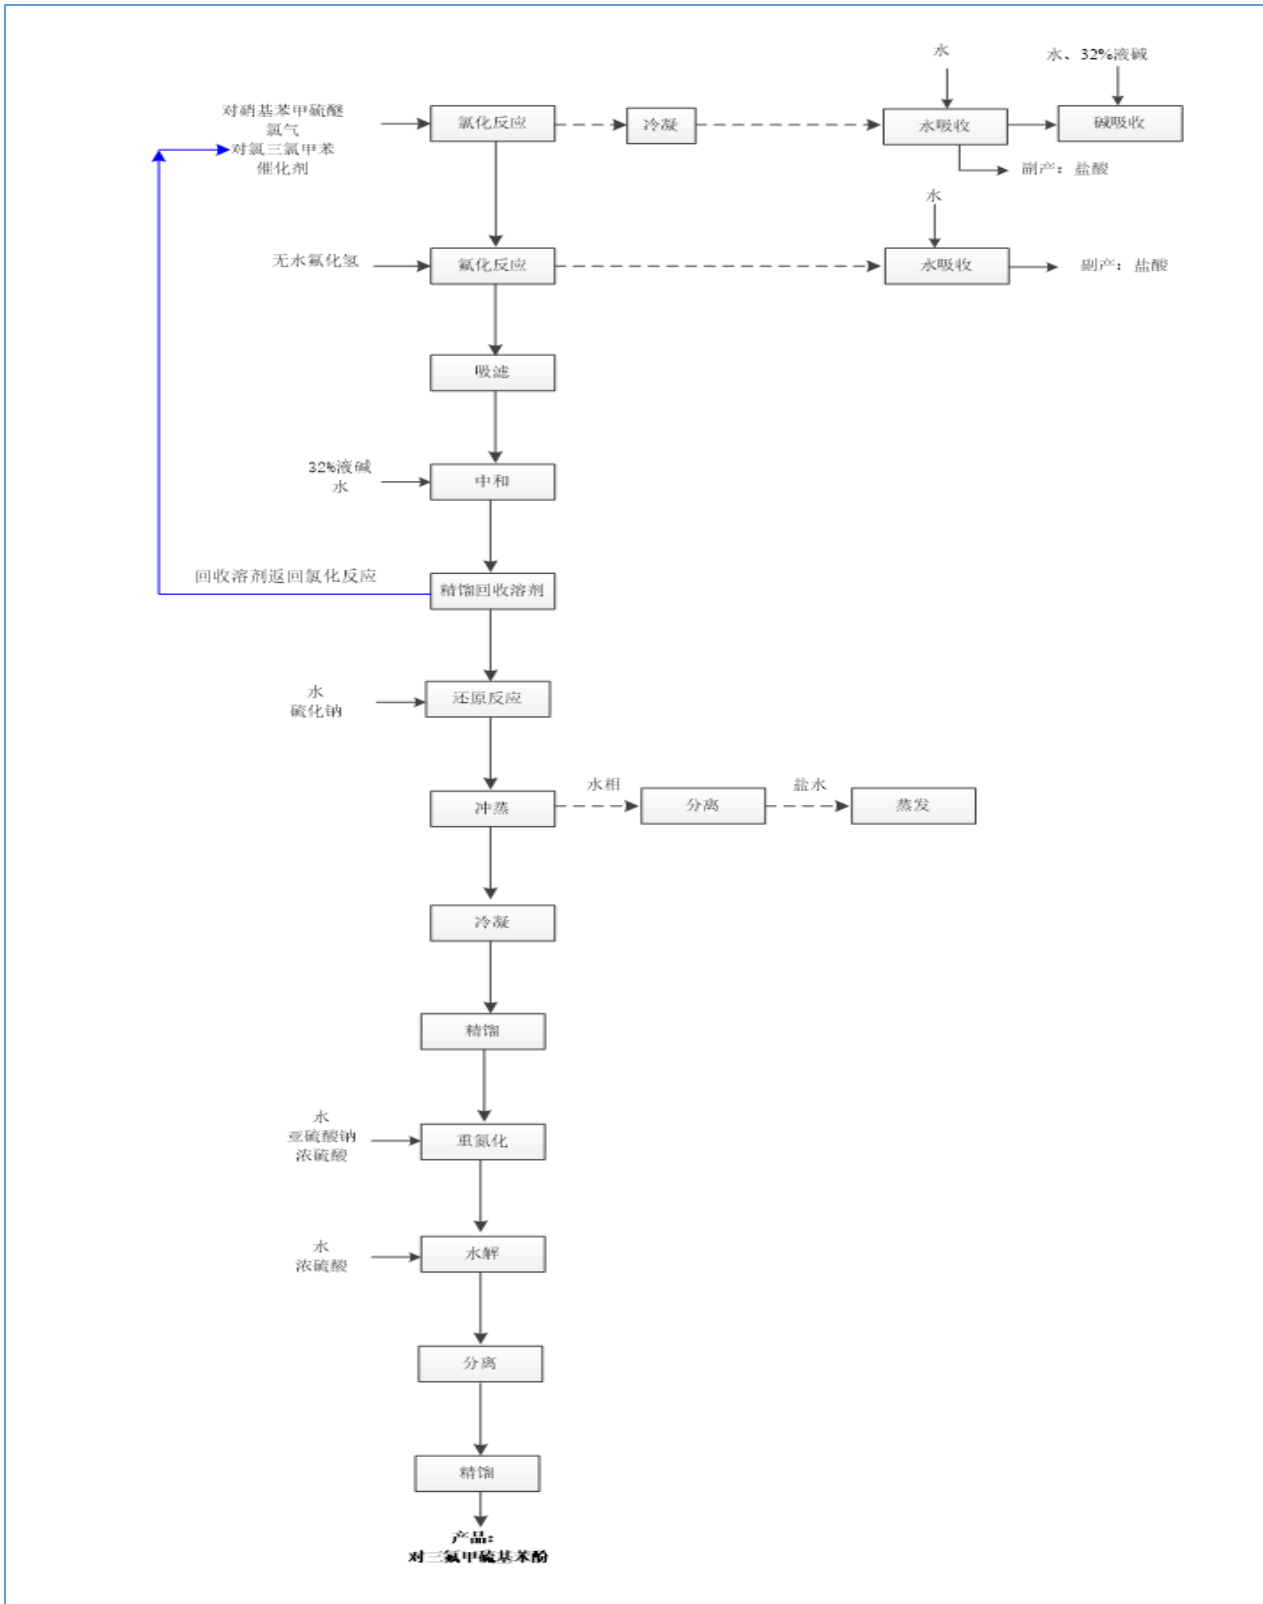 水
水、32%液碱
对硝基苯甲硫醚
氯气
对氯三氟甲苯
催化剂
氯化反应
冷凝
水吸收
碱吸收
副产：盐酸
水
无水氟化氢
氟化反应
水吸收
副产：盐酸
吸滤
32%液碱
水
中和
回收溶剂返回氯化反应
精馏回收溶剂
水
硫化钠
还原反应
冲蒸
水相
分离
盐水
蒸发
冷凝
精馏
水
亚硫酸钠
浓硫酸
重氮化
水
浓硫酸
水解
分离
精馏
产品：
对三氟甲硫基苯酚